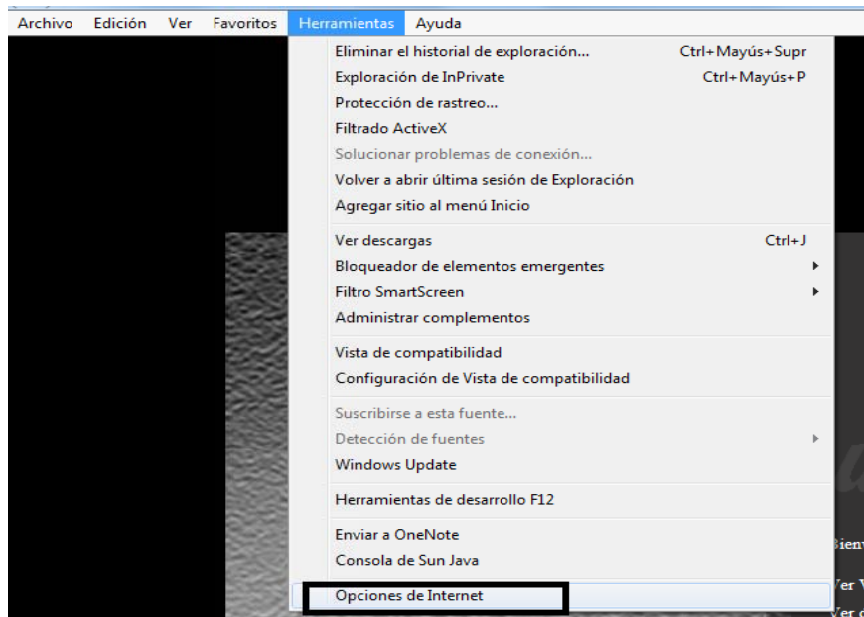 Archivo Edición Ver Favoritos Herramientas Ayuda
Eliminar el historial de exploración... Ctrl+Mayús+Supr
Exploración de InPrivate Ctrl+Mayús+P
Protección de rastreo...
Filtrado ActiveX
Solucionar problemas de conexión...
Volver a abrir última sesión de Exploración
Agregar sitio al menú Inicio
Ver descargas Ctrl+J
Bloqueador de elementos emergentes
Filtro SmartScreen
Administrar complementos
Vista de compatibilidad
Configuración de Vista de compatibilidad
Suscribirse a esta fuente...
Detección de fuentes
Windows Update
Herramientas de desarrollo F12
Enviar a OneNote
Consola de Sun Java
Opciones de Internet